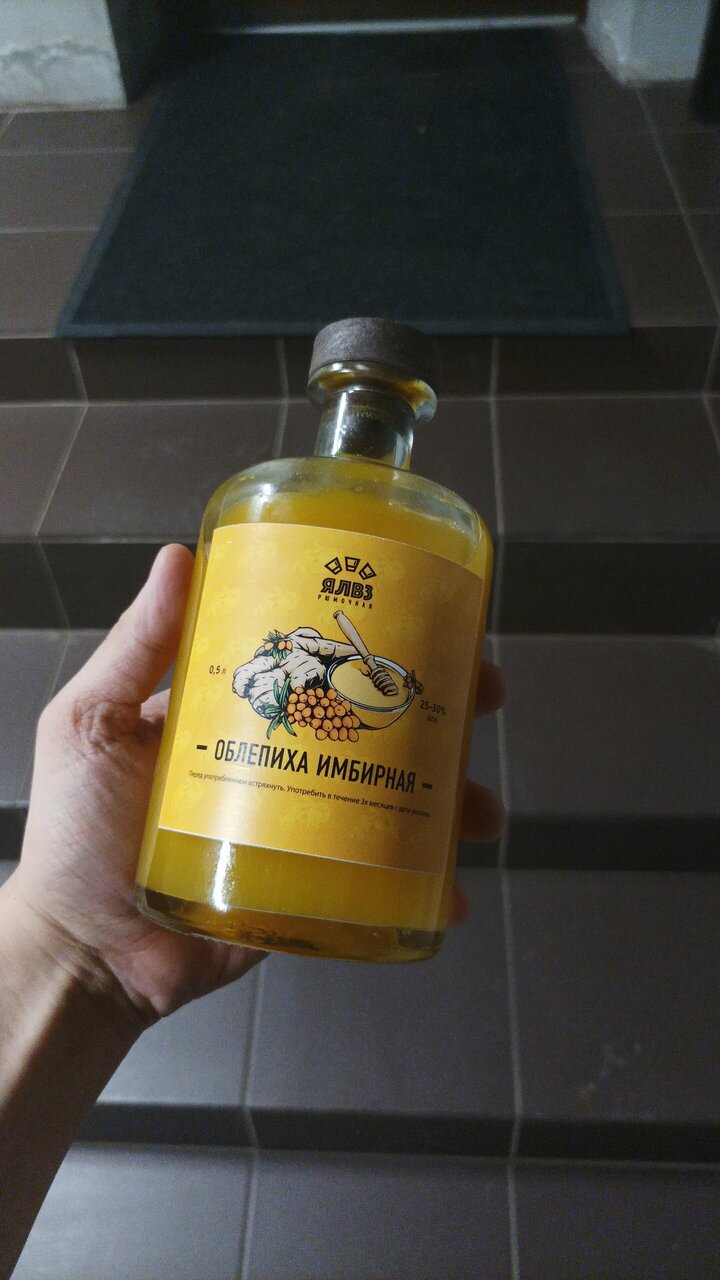 ЯЛВЗ
РЮМОЧНАЯ
0,5 л
25-30%
алк.
– ОБЛЕПИХА ИМБИРНАЯ –
Перед употреблением встряхнуть. Употребить в течение 3х месяцев с даты розлива.